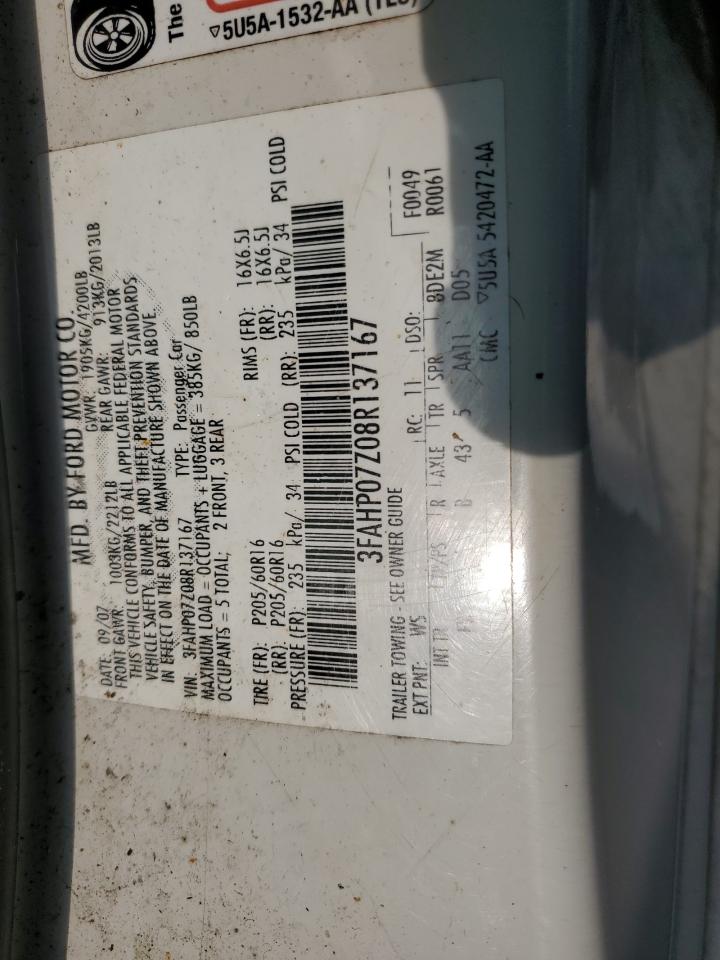 The
▽5U5A-1532-AA
MFD. BY FORD MOTOR CO.
DATE: 09/07 GVWR: 1905KG/4200LB
FRONT GAWR: 1003KG/2212LB REAR GAWR: 913KG/2013LB
THIS VEHICLE CONFORMS TO ALL APPLICABLE FEDERAL MOTOR
VEHICLE SAFETY, BUMPER, AND THEFT PREVENTION STANDARDS
IN EFFECT ON THE DATE OF MANUFACTURE SHOWN ABOVE.
VIN: 3FAHP07Z08R137167 TYPE: Passenger Car
MAXIMUM LOAD = OCCUPANTS + LUGGAGE = 385KG/ 850LB
OCCUPANTS = 5 TOTAL; 2 FRONT, 3 REAR
TIRE (FR): P205/60R16 RIMS (FR): 16X6.5J
(RR): P205/60R16 (RR): 16X6.5J
PRESSURE (FR): 235 kPa/ 34 PSI COLD (RR): 235 kPa/ 34 PSI COLD
3FAHP07Z08R137167
TRAILER TOWING - SEE OWNER GUIDE F0049
EXT PNT: WS RC: 11 DSO: R0061
INT TR R AXLE TR SPR 8DE2M
B 43 5 AA11 D05
CMC ▽5U5A 5420472-AA